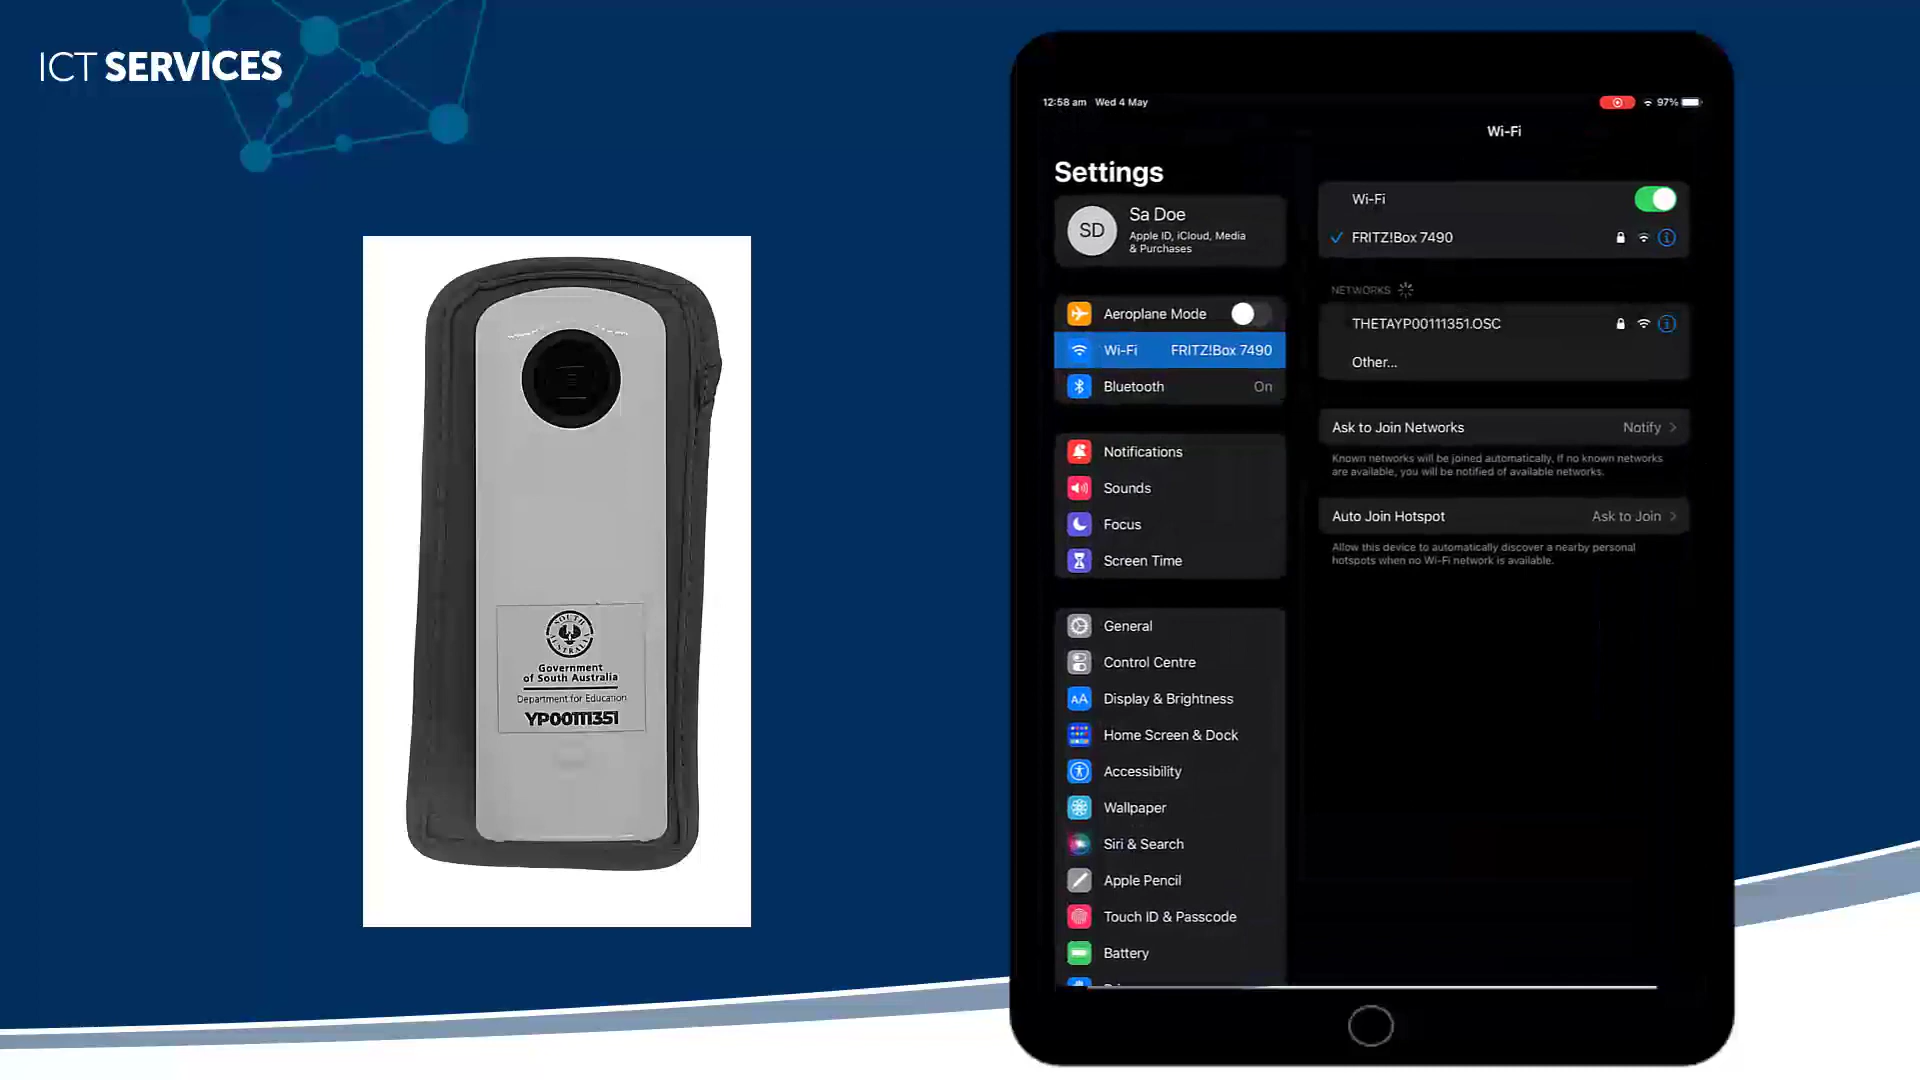 ICT SERVICES
SOUTH
AUSTRALIA
Government
of South Australia
Department for Education
YP00111351
12:58 am Wed 4 May
97%
Wi-Fi
Settings
SD
Sa Doe
Apple ID, iCloud, Media
& Purchases
Aeroplane Mode
Wi-Fi FRITZ!Box 7490
Bluetooth On
Notifications
Sounds
Focus
Screen Time
General
Control Centre
AA Display & Brightness
Home Screen & Dock
Accessibility
Wallpaper
Siri & Search
Apple Pencil
Touch ID & Passcode
Battery
Wi-Fi
FRITZ!Box 7490
NETWORKS
THETAYP00111351.OSC
Other...
Ask to Join Networks Notify
Known networks will be joined automatically. If no known networks
are available, you will be notified of available networks.
Auto Join Hotspot Ask to Join
Allow this device to automatically discover a nearby personal
hotspots when no Wi-Fi network is available.